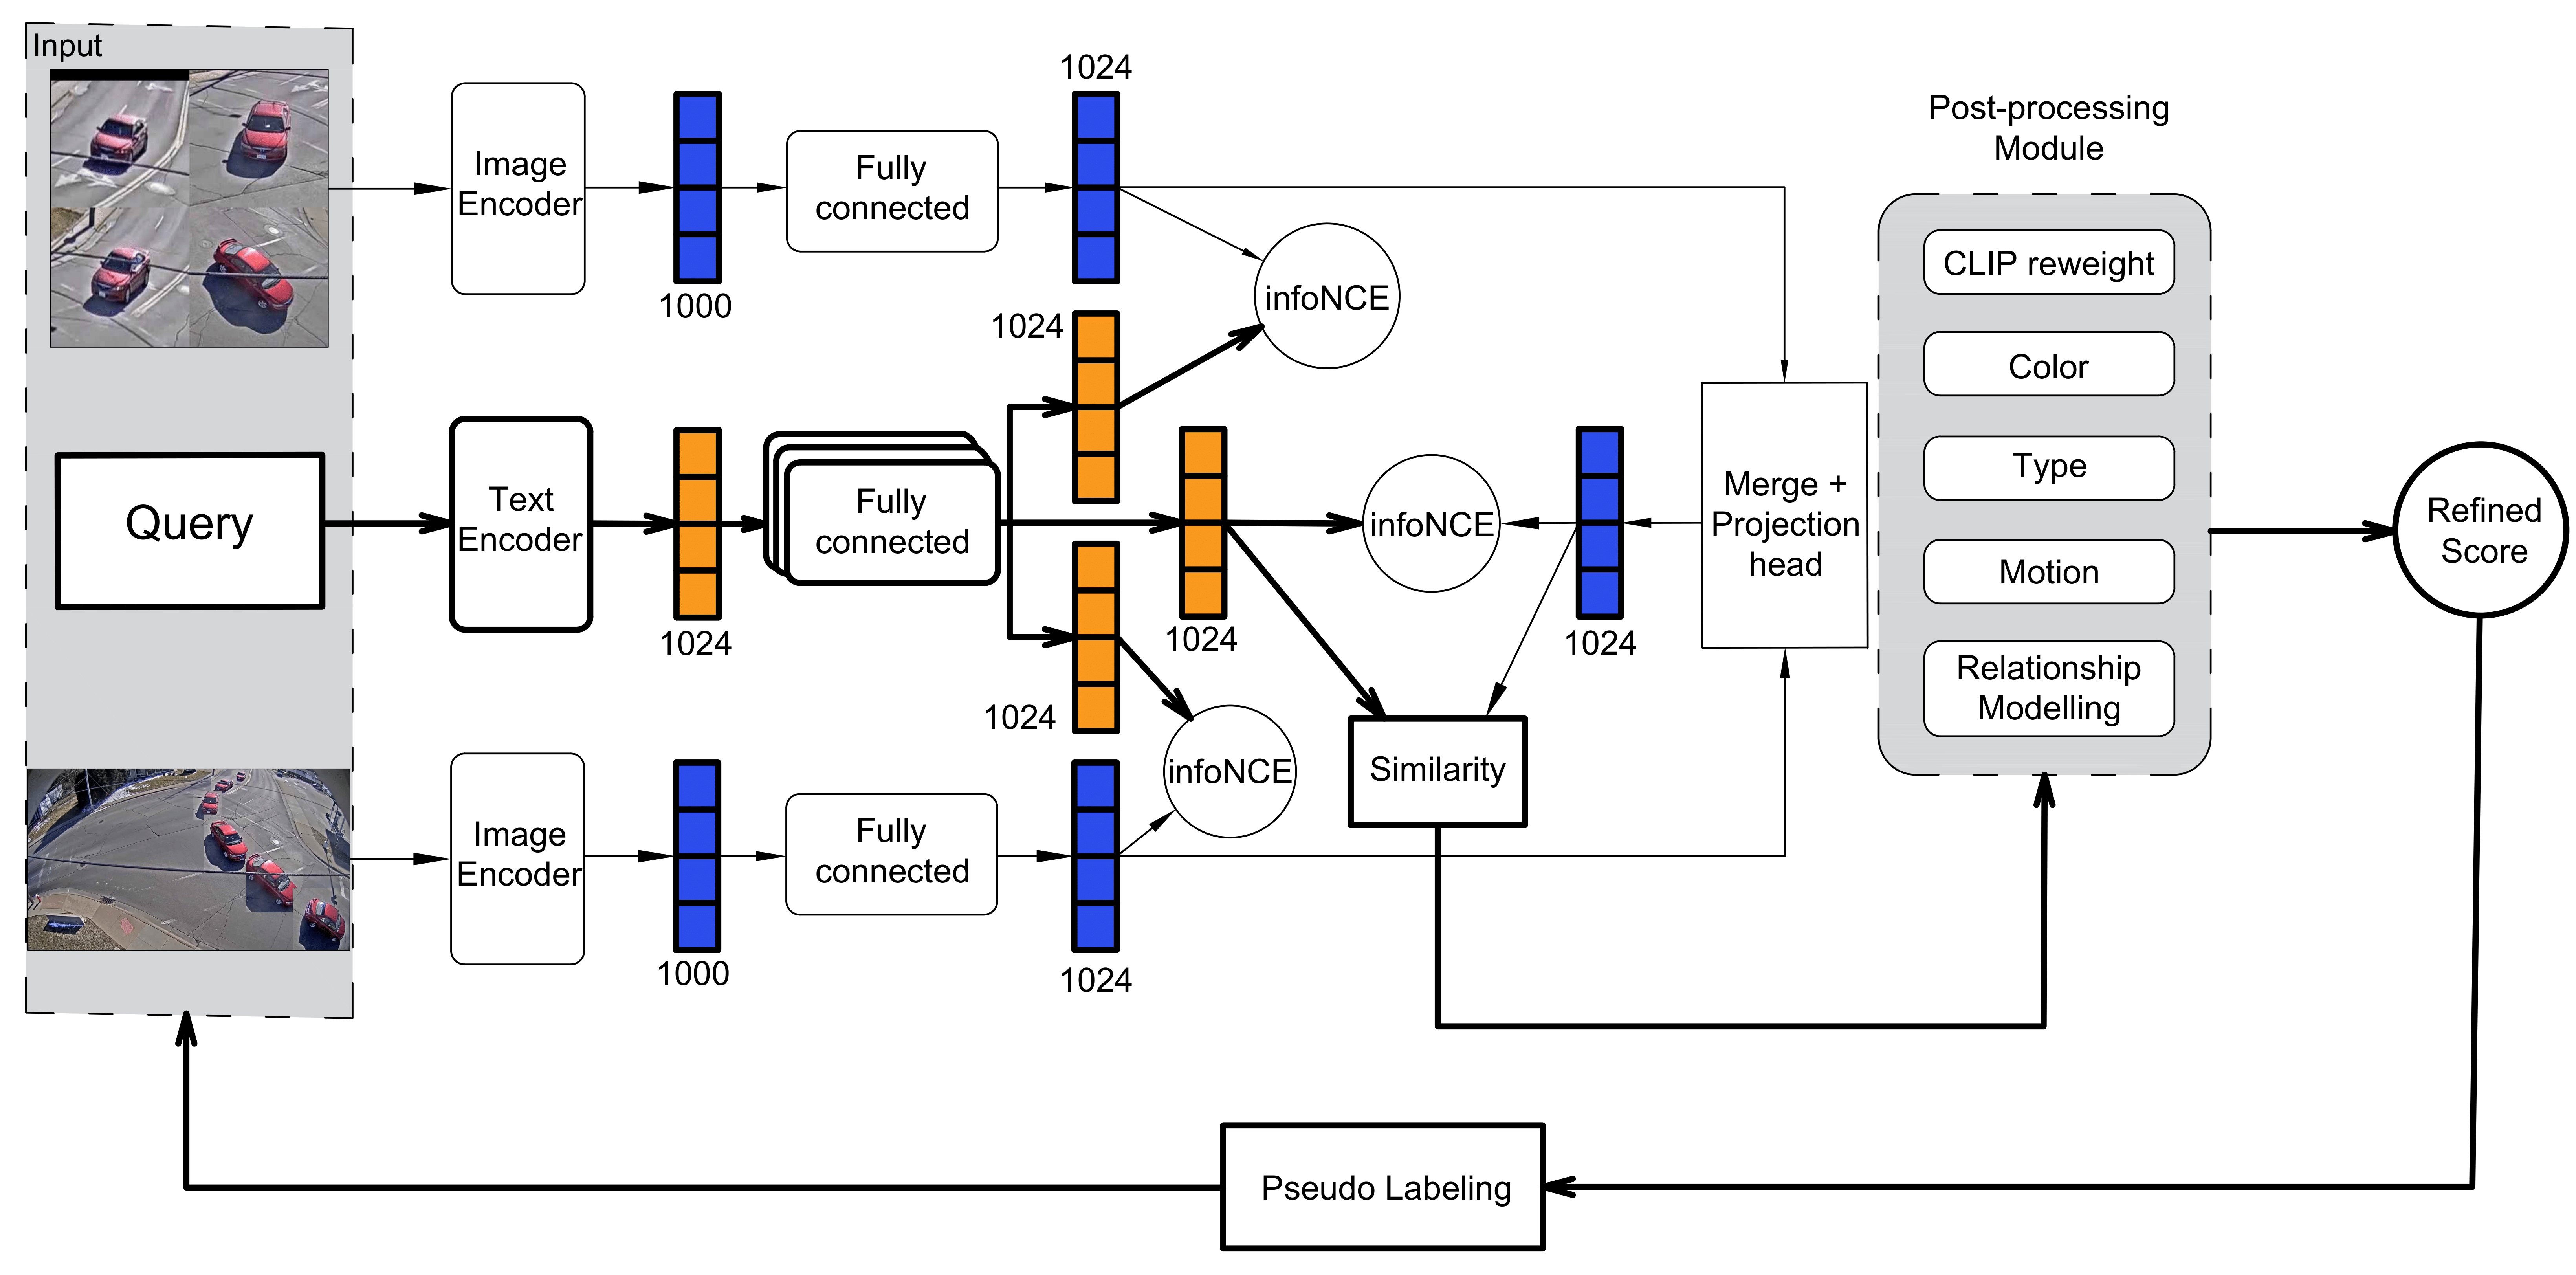 Input
Image
Encoder
1000
Fully
connected
1024
infoNCE
Query
Text
Encoder
1024
Fully
connected
1024
1024
1024
infoNCE
infoNCE
1024
Merge +
Projection
head
Similarity
Image
Encoder
1000
Fully
connected
1024
Post-processing
Module
CLIP reweight
Color
Type
Motion
Relationship
Modelling
Refined
Score
Pseudo Labeling